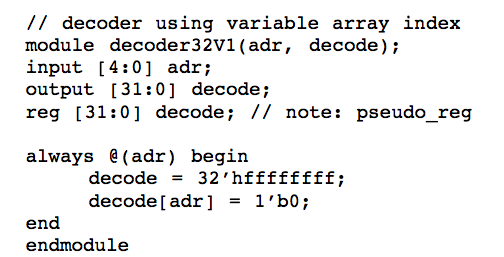 // decoder using variable array index
module decoder32V1(adr, decode);
input [4:0] adr;
output [31:0] decode;
reg [31:0] decode; // note: pseudo_reg
always @(adr) begin
decode = 32’hffffffff;
decode[adr] = 1’b0;
end
endmodule